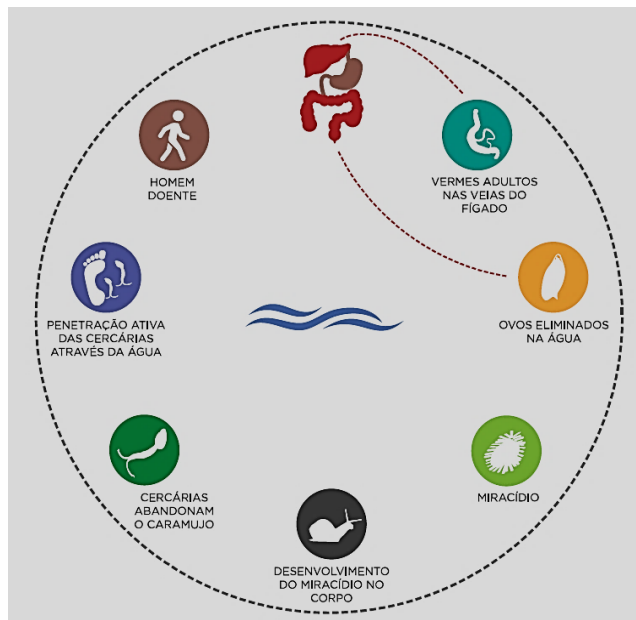 HOMEM
DOENTE
VERMES ADULTOS
NAS VEIAS DO
FÍGADO
PENETRAÇÃO ATIVA
DAS CERCÁRIAS
ATRAVÉS DA ÁGUA
OVOS ELIMINADOS
NA ÁGUA
CERCÁRIAS
ABANDONAM
O CARAMUJO
MIRACÍDIO
DESENVOLVIMENTO
DO MIRACÍDIO NO
CORPO